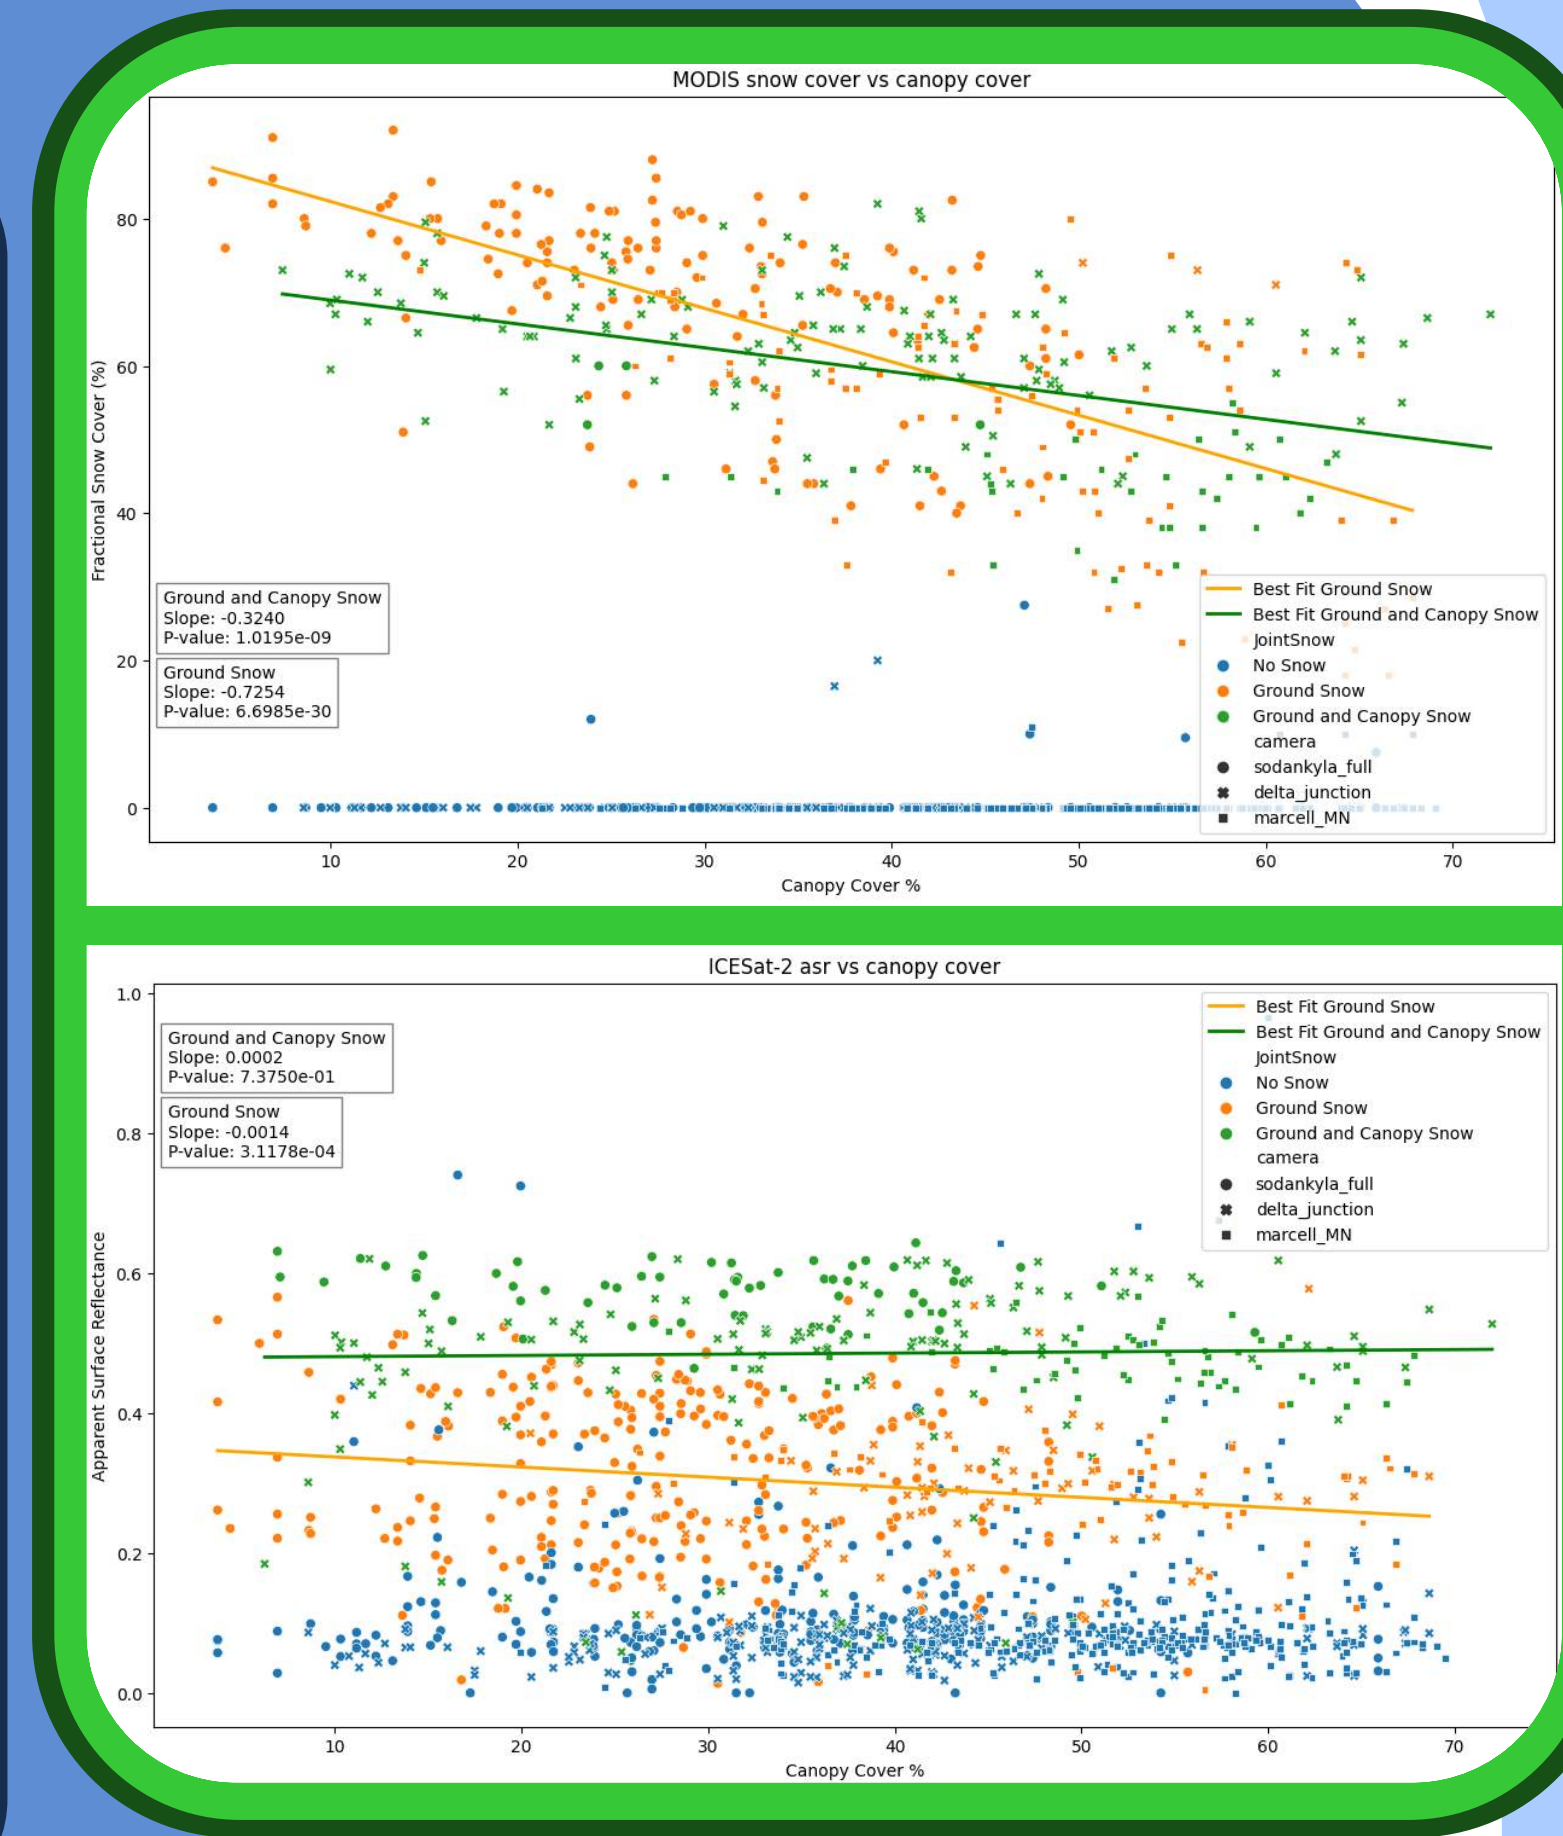 MODIS snow cover vs canopy cover
80
60
40
20
0
Fractional Snow Cover (%)
Ground and Canopy Snow
Slope: -0.3240
P-value: 1.0195e-09
Ground Snow
Slope: -0.7254
P-value: 6.6985e-30
Best Fit Ground Snow
Best Fit Ground and Canopy Snow
JointSnow
No Snow
Ground Snow
Ground and Canopy Snow
camera
sodankyla_full
delta_junction
marcell_MN
10 20 30 40 50 60 70
Canopy Cover %
ICESat-2 asr vs canopy cover
1.0
0.8
0.6
0.4
0.2
0.0
Apparent Surface Reflectance
Ground and Canopy Snow
Slope: 0.0002
P-value: 7.3750e-01
Ground Snow
Slope: -0.0014
P-value: 3.1178e-04
Best Fit Ground Snow
Best Fit Ground and Canopy Snow
JointSnow
No Snow
Ground Snow
Ground and Canopy Snow
camera
sodankyla_full
delta_junction
marcell_MN
10 20 30 40 50 60 70
Canopy Cover %